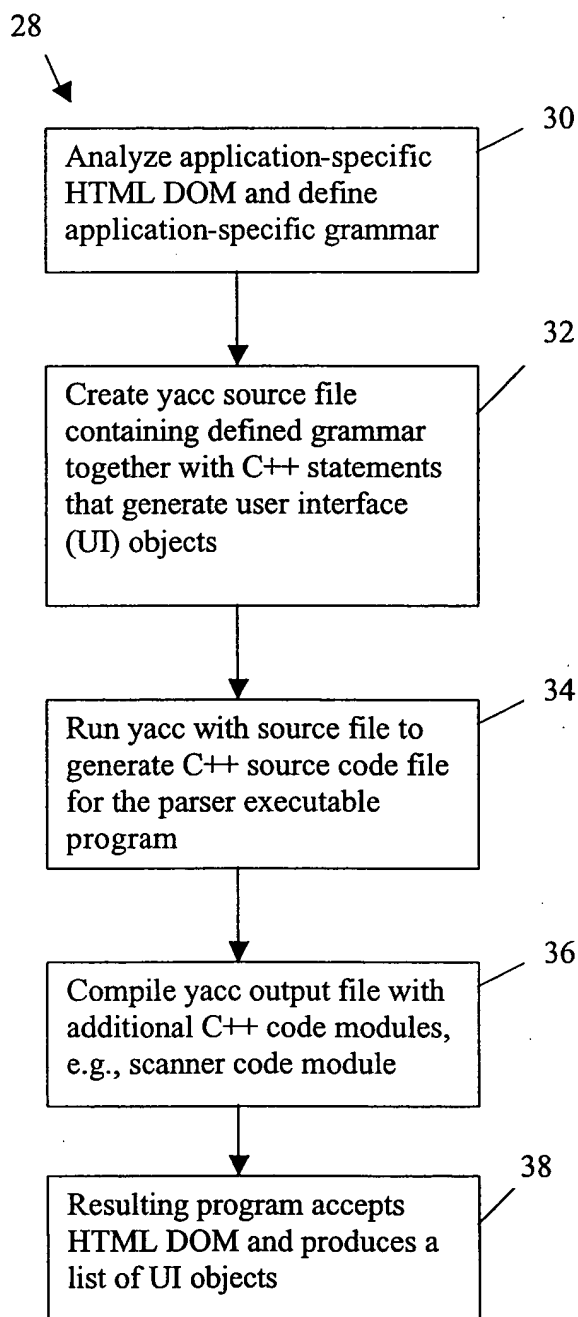 28
30
Analyze application-specific
HTML DOM and define
application-specific grammar
32
Create yacc source file
containing defined grammar
together with C++ statements
that generate user interface
(UI) objects
34
Run yacc with source file to
generate C++ source code file
for the parser executable
program
36
Compile yacc output file with
additional C++ code modules,
e.g., scanner code module
38
Resulting program accepts
HTML DOM and produces a
list of UI objects